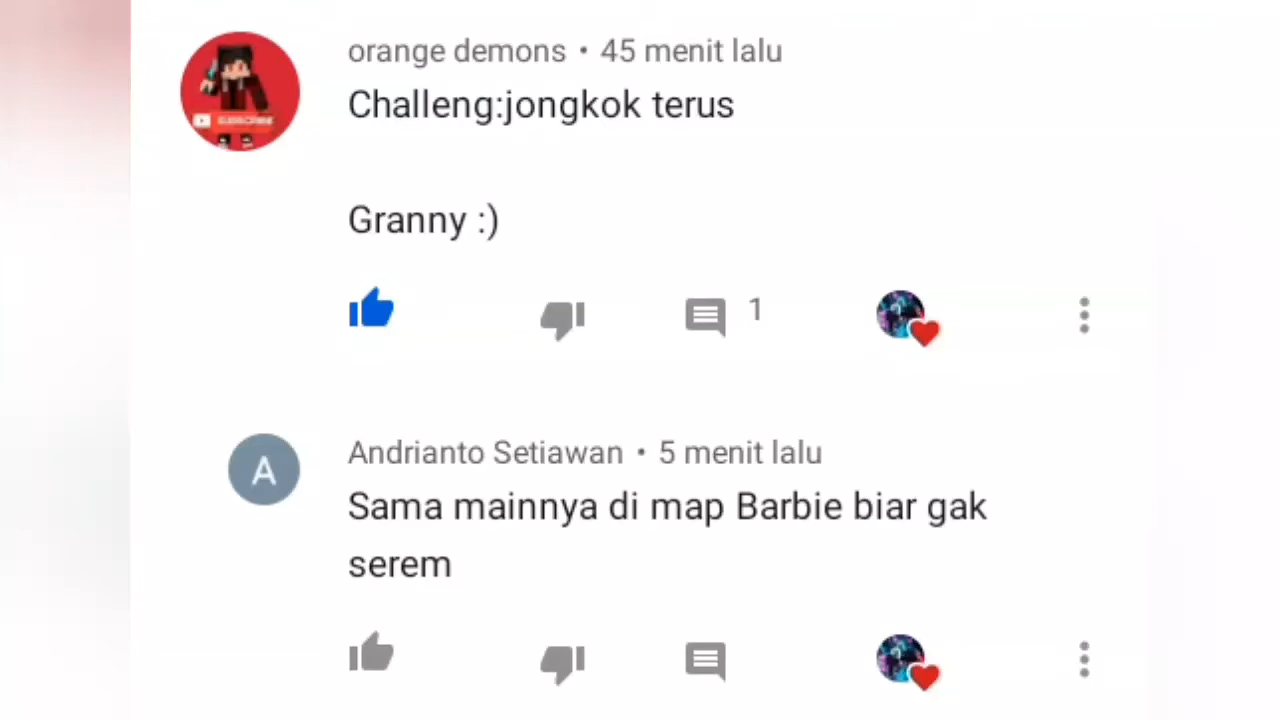 orange demons • 45 menit lalu
Challeng:jongkok terus
Granny :)
1
A
Andrianto Setiawan • 5 menit lalu
Sama mainnya di map Barbie biar gak
serem